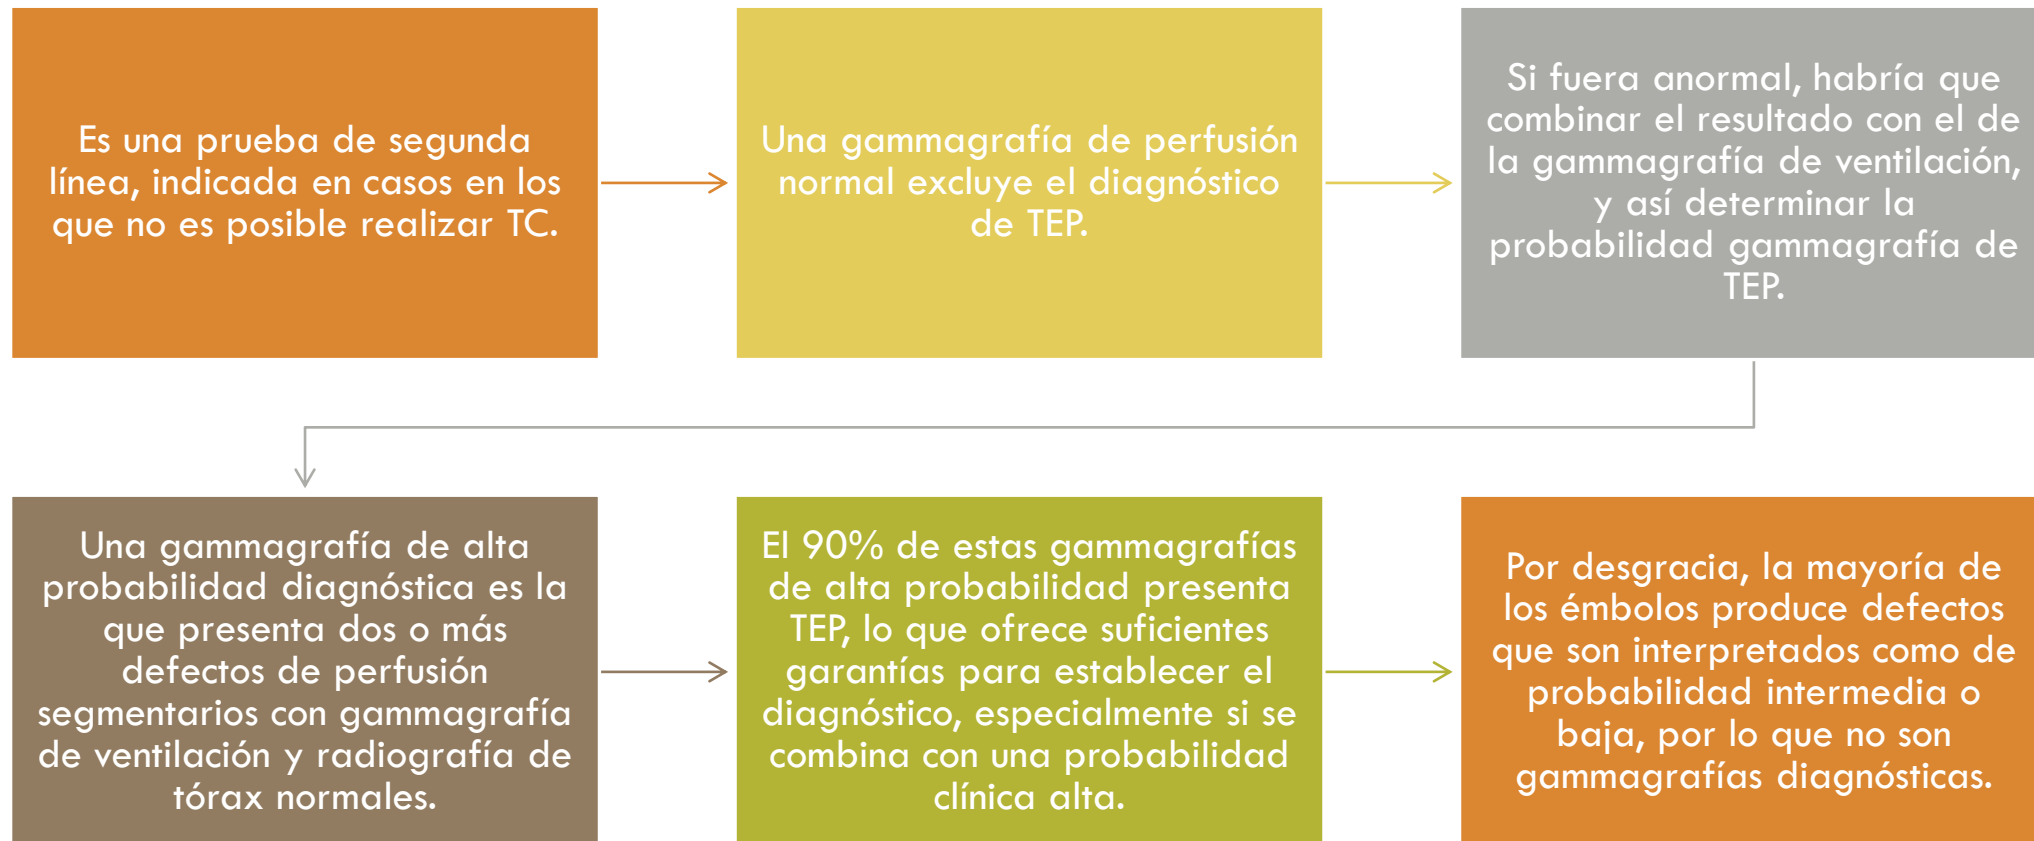 Es una prueba de segunda
línea, indicada en casos en los
que no es posible realizar TC.
Una gammagrafía de perfusión
normal excluye el diagnóstico
de TEP.
Si fuera anormal, habría que
combinar el resultado con el de
la gammagrafía de ventilación,
y así determinar la
probabilidad gammagrafía de
TEP.
Una gammagrafía de alta
probabilidad diagnóstica es la
que presenta dos o más
defectos de perfusión
segmentarios con gammagrafía
de ventilación y radiografía de
tórax normales.
El 90% de estas gammagrafías
de alta probabilidad presenta
TEP, lo que ofrece suficientes
garantías para establecer el
diagnóstico, especialmente si se
combina con una probabilidad
clínica alta.
Por desgracia, la mayoría de
los émbolos produce defectos
que son interpretados como de
probabilidad intermedia o
baja, por lo que no son
gammagrafías diagnósticas.